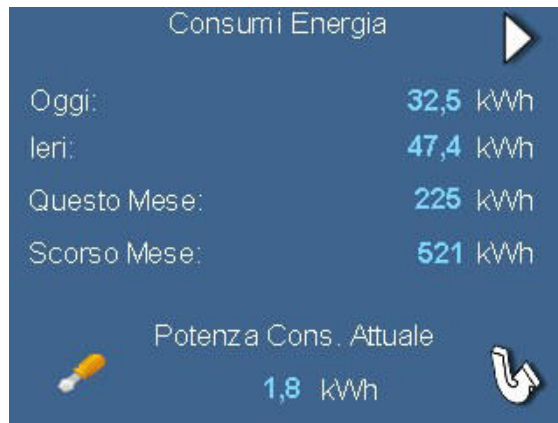 Consumi Energia
Oggi: 32,5 kWh
Ieri: 47,4 kWh
Questo Mese: 225 kWh
Scorso Mese: 521 kWh
Potenza Cons. Attuale
1,8 kWh